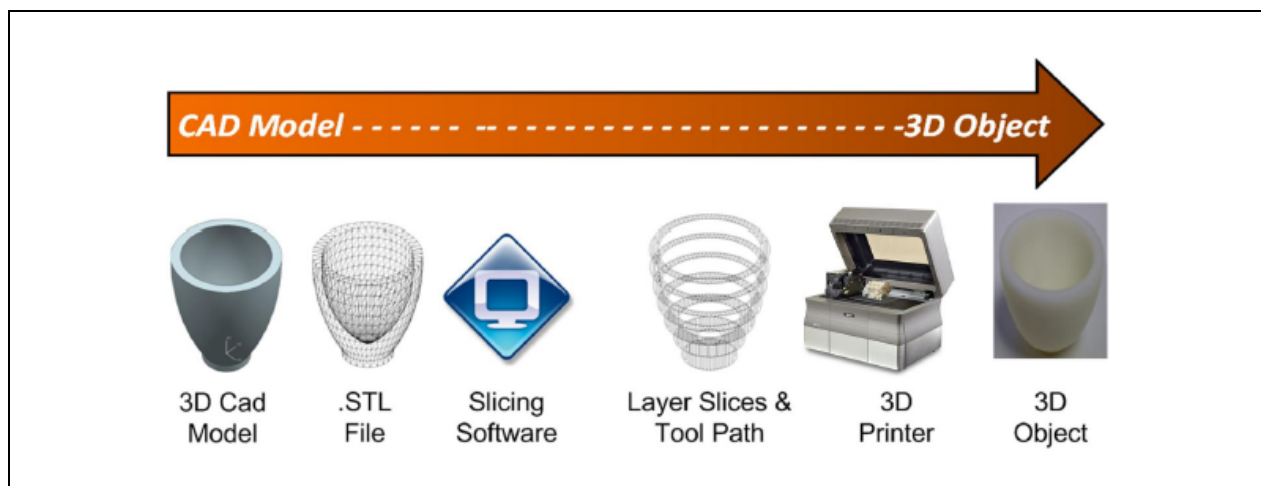 CAD Model - - - - - - -- - - - - - - - - - - - - - - - - - - - - -3D Object
3D Cad
Model
.STL
File
Slicing
Software
Layer Slices &
Tool Path
3D
Printer
3D
Object